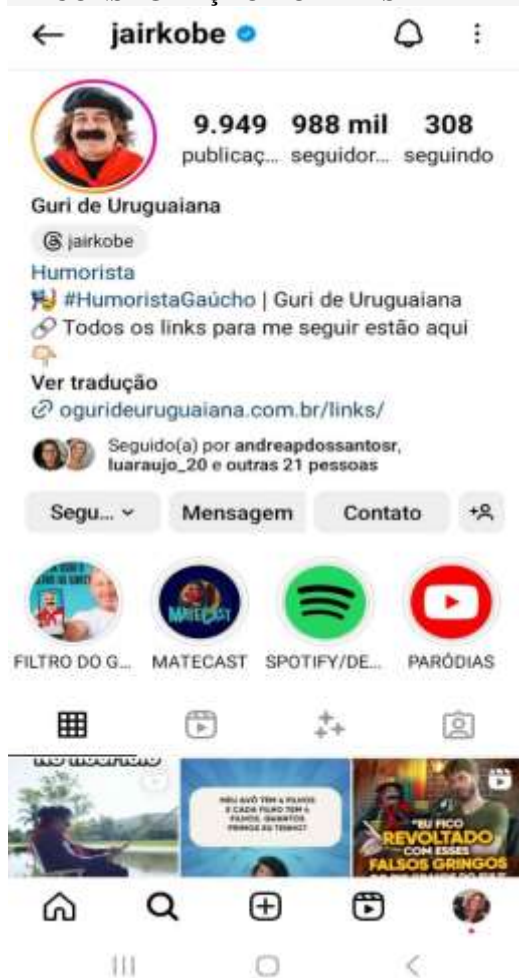 jairkobe
9.949 988 mil 308
publicaç... seguidor... seguindo
Guri de Uruguaiana
jairkobe
Humorista
#HumoristaGaúcho | Guri de Uruguaiana
Todos os links para me seguir estão aqui
Ver tradução
ogurideuruguaiana.com.br/links/
Seguido(a) por andreapdossantosr,
luaraujo_20 e outras 21 pessoas
Segu... Mensagem Contato
MATECAST
FILTRO DO G... MATECAST SPOTIFY/DE... PARÓDIAS
MEU AVÔ TEM 4 FILHOS
E CADA FILHO TEM 4
FILHOS. QUANTOS
PRIMOS EU TENHO?
"EU FICO
REVOLTADO
COM ESSES
FALSOS GRINGOS